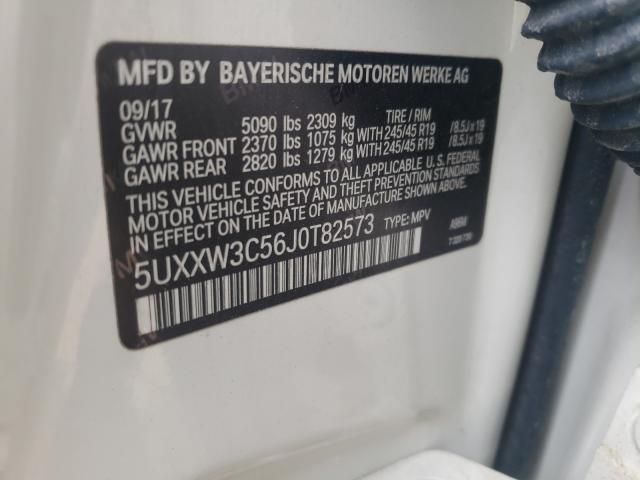 MFD BY BAYERISCHE MOTOREN WERKE AG
09/17 TIRE / RIM
GVWR 5090 lbs 2309 kg
GAWR FRONT 2370 lbs 1075 kg WITH 245/45 R19 /8.5J x 19
GAWR REAR 2820 lbs 1279 kg WITH 245/45 R19 /8.5J x 19
THIS VEHICLE CONFORMS TO ALL APPLICABLE U.S. FEDERAL
MOTOR VEHICLE SAFETY AND THEFT PREVENTION STANDARDS
IN EFFECT ON THE DATE OF MANUFACTURE SHOWN ABOVE.
5UXXW3C56J0T82573 TYPE: MPV